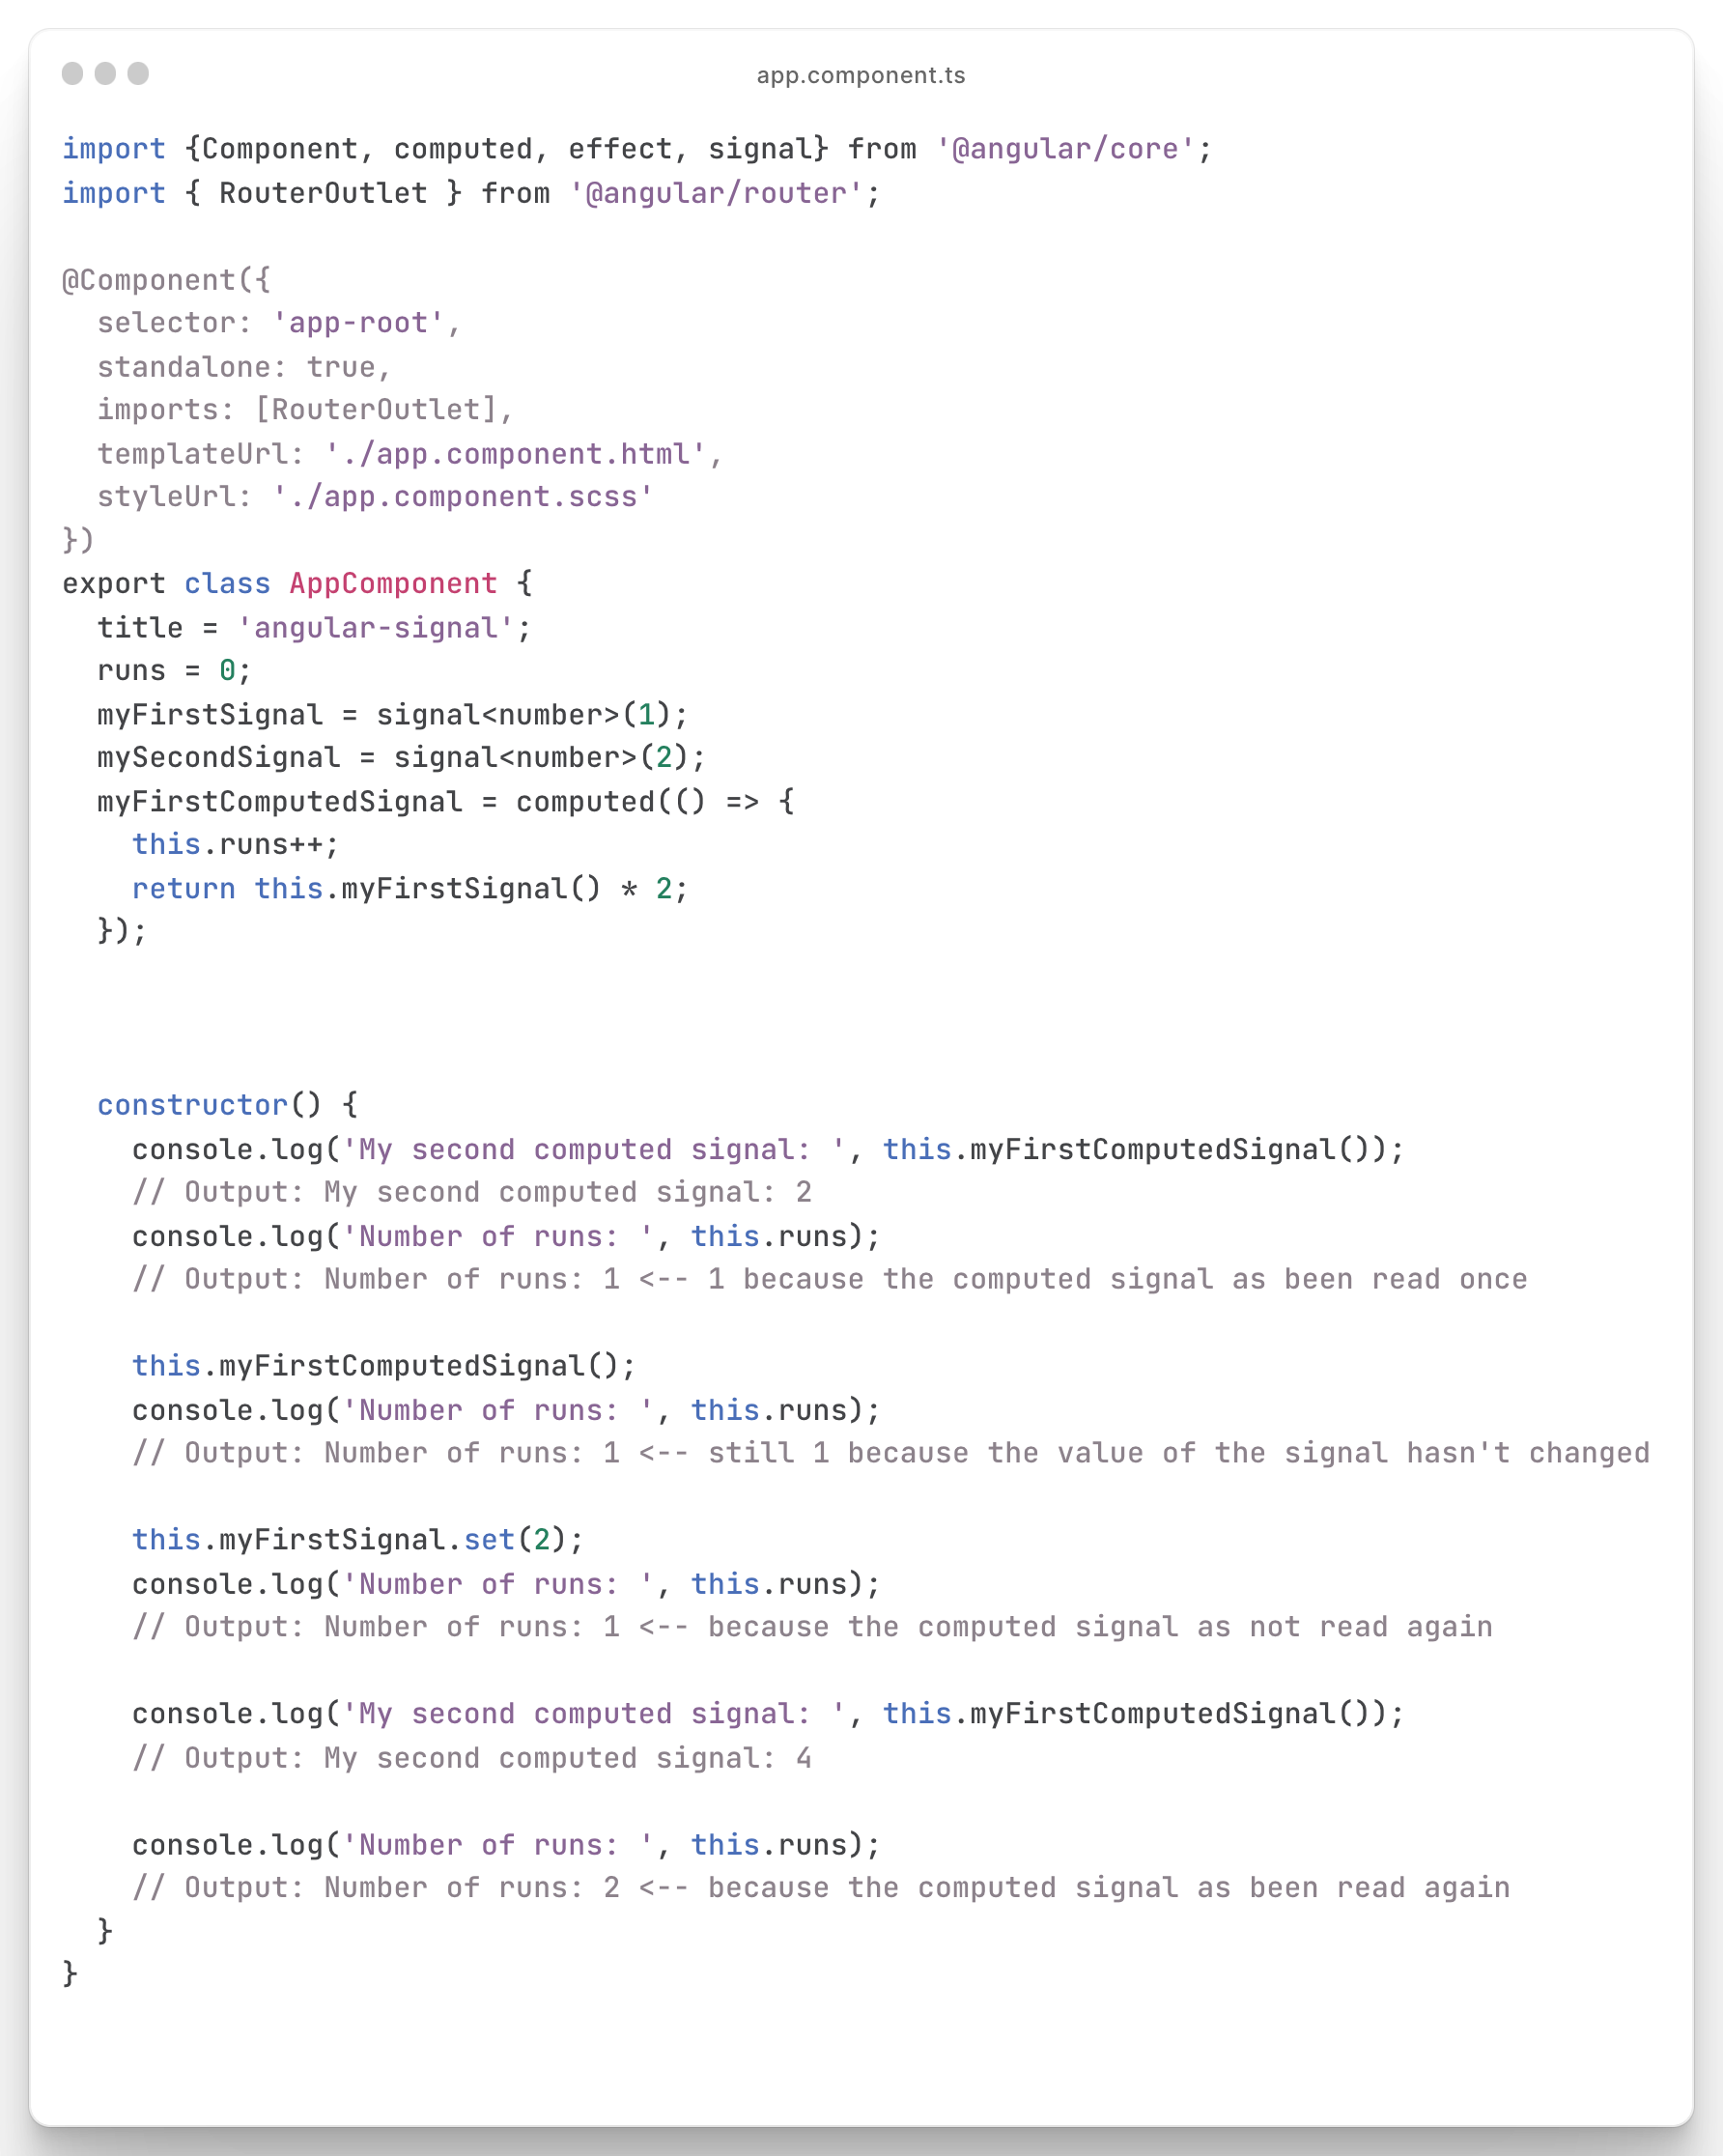 app.component.ts
import {Component, computed, effect, signal} from '@angular/core';
import { RouterOutlet } from '@angular/router';
@Component({
  selector: 'app-root',
  standalone: true,
  imports: [RouterOutlet],
  templateUrl: './app.component.html',
  styleUrl: './app.component.scss'
})
export class AppComponent {
  title = 'angular-signal';
  runs = 0;
  myFirstSignal = signal<number>(1);
  mySecondSignal = signal<number>(2);
  myFirstComputedSignal = computed(() => {
    this.runs++;
    return this.myFirstSignal() * 2;
  });
  constructor() {
    console.log('My second computed signal: ', this.myFirstComputedSignal());
    // Output: My second computed signal: 2
    console.log('Number of runs: ', this.runs);
    // Output: Number of runs: 1 <-- 1 because the computed signal as been read once
    this.myFirstComputedSignal();
    console.log('Number of runs: ', this.runs);
    // Output: Number of runs: 1 <-- still 1 because the value of the signal hasn't changed
    this.myFirstSignal.set(2);
    console.log('Number of runs: ', this.runs);
    // Output: Number of runs: 1 <-- because the computed signal as not read again
    console.log('My second computed signal: ', this.myFirstComputedSignal());
    // Output: My second computed signal: 4
    console.log('Number of runs: ', this.runs);
    // Output: Number of runs: 2 <-- because the computed signal as been read again
  }
}